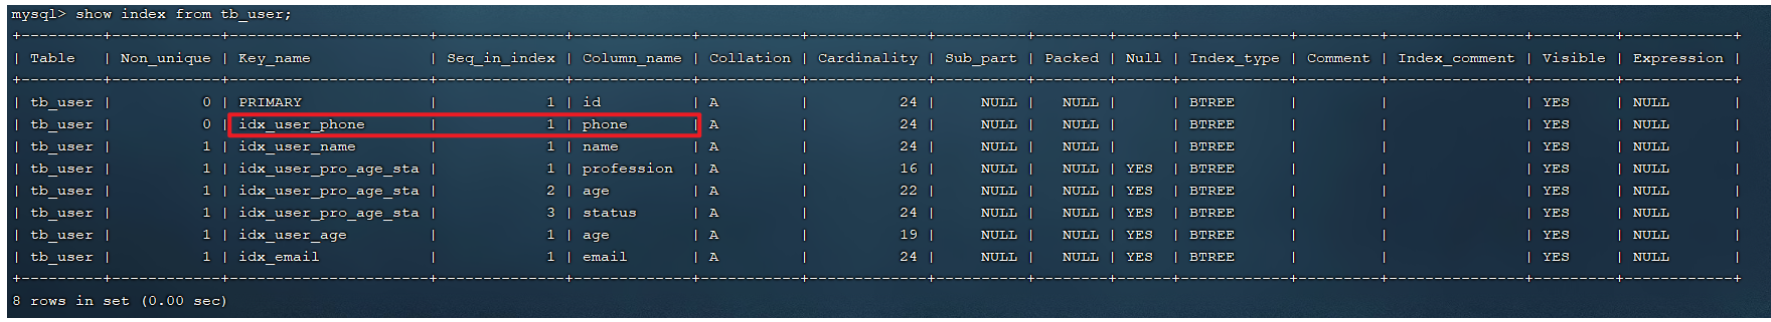 mysql> show index from tb_user;
+---------+------------+----------------------+--------------+-------------+-----------+-------------+----------+--------+------+------------+---------+---------------+---------+------------+
| Table   | Non_unique | Key_name             | Seq_in_index | Column_name | Collation | Cardinality | Sub_part | Packed | Null | Index_type | Comment | Index_comment | Visible | Expression |
+---------+------------+----------------------+--------------+-------------+-----------+-------------+----------+--------+------+------------+---------+---------------+---------+------------+
| tb_user |          0 | PRIMARY              |            1 | id          | A         |          24 |     NULL |   NULL |      | BTREE      |         |               | YES     | NULL       |
| tb_user |          0 | idx_user_phone       |            1 | phone       | A         |          24 |     NULL |   NULL |      | BTREE      |         |               | YES     | NULL       |
| tb_user |          1 | idx_user_name        |            1 | name        | A         |          24 |     NULL |   NULL |      | BTREE      |         |               | YES     | NULL       |
| tb_user |          1 | idx_user_pro_age_sta |            1 | profession  | A         |          16 |     NULL |   NULL | YES  | BTREE      |         |               | YES     | NULL       |
| tb_user |          1 | idx_user_pro_age_sta |            2 | age         | A         |          22 |     NULL |   NULL | YES  | BTREE      |         |               | YES     | NULL       |
| tb_user |          1 | idx_user_pro_age_sta |            3 | status      | A         |          24 |     NULL |   NULL | YES  | BTREE      |         |               | YES     | NULL       |
| tb_user |          1 | idx_user_age         |            1 | age         | A         |          19 |     NULL |   NULL | YES  | BTREE      |         |               | YES     | NULL       |
| tb_user |          1 | idx_email            |            1 | email       | A         |          24 |     NULL |   NULL | YES  | BTREE      |         |               | YES     | NULL       |
+---------+------------+----------------------+--------------+-------------+-----------+-------------+----------+--------+------+------------+---------+---------------+---------+------------+
8 rows in set (0.00 sec)